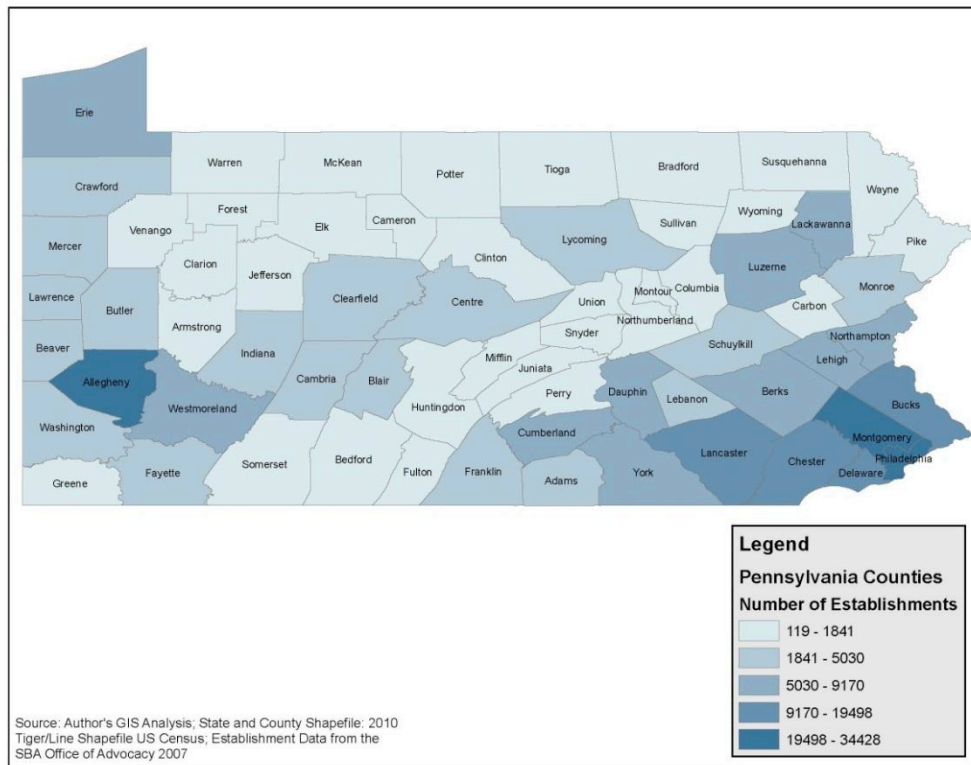 Erie
Crawford
Warren
McKean
Potter
Tioga
Bradford
Susquehanna
Wayne
Forest
Venango
Elk
Cameron
Wyoming
Lackawanna
Sullivan
Pike
Mercer
Clarion
Jefferson
Clinton
Lycoming
Luzerne
Lawrence
Butler
Clearfield
Centre
Union
Montour
Columbia
Monroe
Carbon
Armstrong
Northumberland
Beaver
Indiana
Snyder
Northampton
Schuylkill
Mifflin
Lehigh
Allegheny
Cambria
Blair
Juniata
Perry
Dauphin
Lebanon
Berks
Bucks
Westmoreland
Huntingdon
Washington
Cumberland
Montgomery
Lancaster
Chester
Philadelphia
Delaware
Greene
Fayette
Somerset
Bedford
Fulton
Franklin
Adams
York
Legend
Pennsylvania Counties
Number of Establishments
119 - 1841
1841 - 5030
5030 - 9170
9170 - 19498
19498 - 34428
Source: Author's GIS Analysis; State and County Shapefile: 2010
Tiger/Line Shapefile US Census; Establishment Data from the
SBA Office of Advocacy 2007